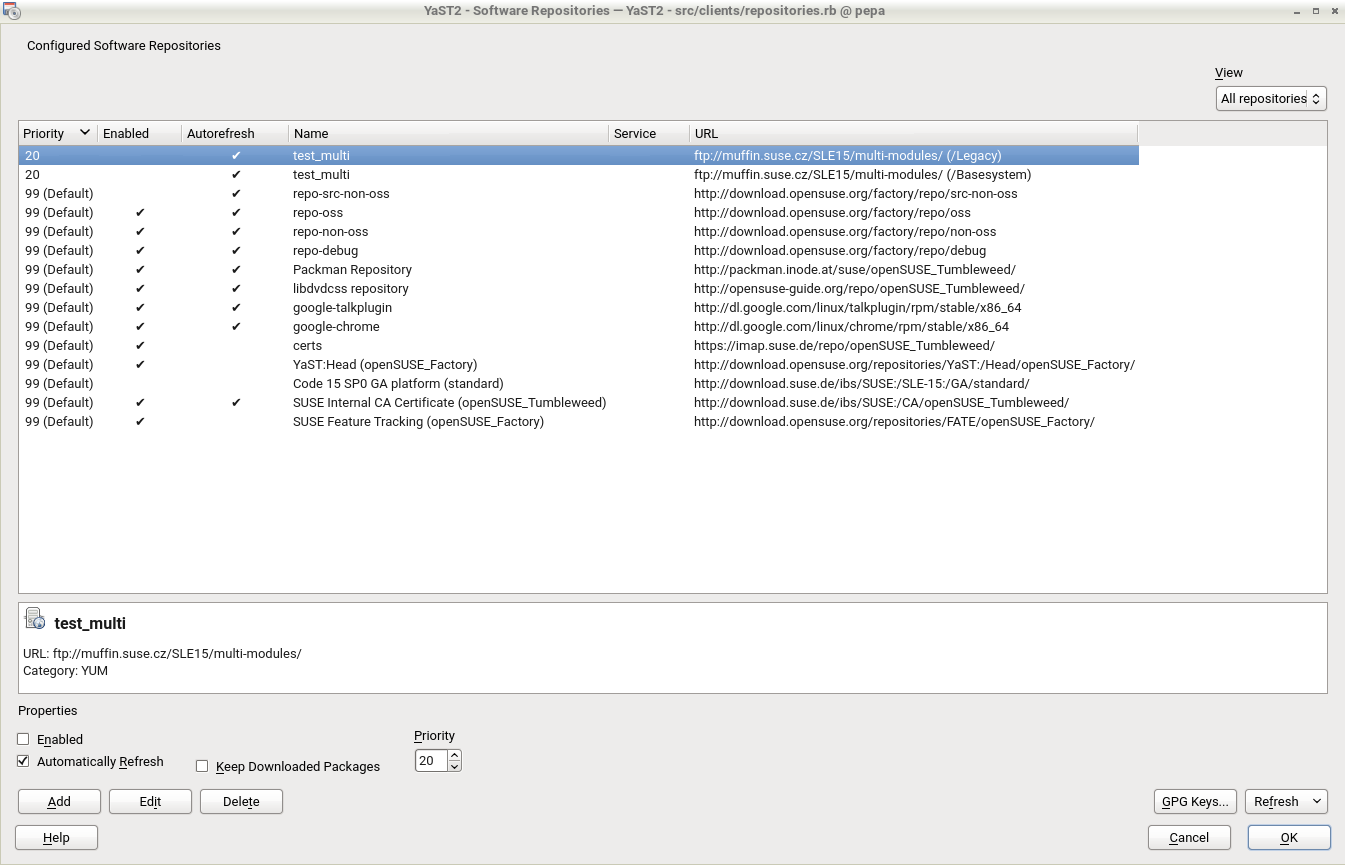 YaST2 - Software Repositories — YaST2 - src/clients/repositories.rb @ pepa
Configured Software Repositories
View
All repositories
Priority Enabled Autorefresh Name Service URL
20 ✔ test_multi ftp://muffin.suse.cz/SLE15/multi-modules/ (/Legacy)
20 ✔ test_multi ftp://muffin.suse.cz/SLE15/multi-modules/ (/Basesystem)
99 (Default) ✔ repo-src-non-oss http://download.opensuse.org/factory/repo/src-non-oss
99 (Default) ✔ ✔ repo-oss http://download.opensuse.org/factory/repo/oss
99 (Default) ✔ ✔ repo-non-oss http://download.opensuse.org/factory/repo/non-oss
99 (Default) ✔ ✔ repo-debug http://download.opensuse.org/factory/repo/debug
99 (Default) ✔ ✔ Packman Repository http://packman.inode.at/suse/openSUSE_Tumbleweed/
99 (Default) ✔ ✔ libdvdcss repository http://opensuse-guide.org/repo/openSUSE_Tumbleweed/
99 (Default) ✔ ✔ google-talkplugin http://dl.google.com/linux/talkplugin/rpm/stable/x86_64
99 (Default) ✔ ✔ google-chrome http://dl.google.com/linux/chrome/rpm/stable/x86_64
99 (Default) ✔ certs https://imap.suse.de/repo/openSUSE_Tumbleweed/
99 (Default) ✔ YaST:Head (openSUSE_Factory) http://download.opensuse.org/repositories/YaST:/Head/openSUSE_Factory/
99 (Default) Code 15 SP0 GA platform (standard) http://download.suse.de/ibs/SUSE:/SLE-15:/GA/standard/
99 (Default) ✔ ✔ SUSE Internal CA Certificate (openSUSE_Tumbleweed) http://download.suse.de/ibs/SUSE:/CA/openSUSE_Tumbleweed/
99 (Default) ✔ SUSE Feature Tracking (openSUSE_Factory) http://download.opensuse.org/repositories/FATE/openSUSE_Factory/
test_multi
URL: ftp://muffin.suse.cz/SLE15/multi-modules/
Category: YUM
Properties
Enabled
Automatically Refresh
Keep Downloaded Packages
Priority
20
Add Edit Delete GPG Keys... Refresh
Help Cancel OK